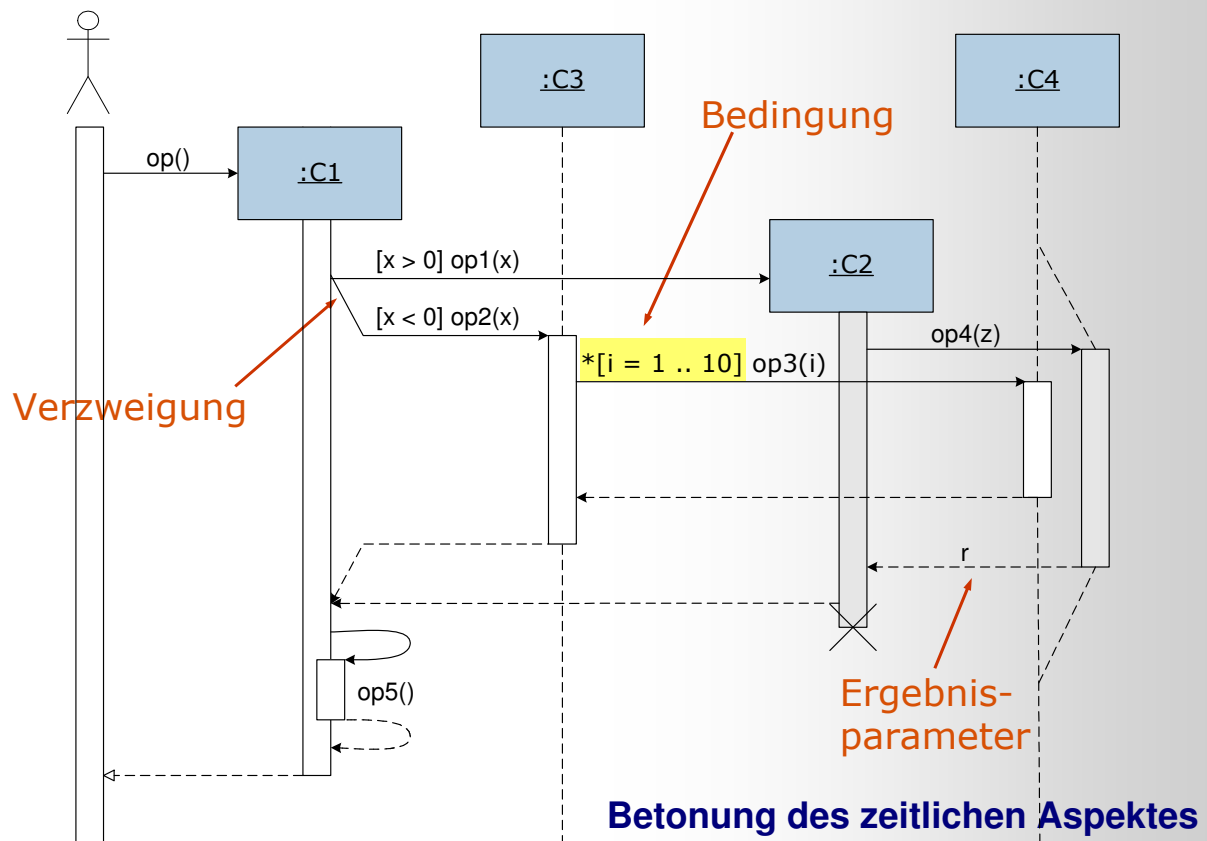 :C3
:C4
Bedingung
op()
:C1
[x > 0] op1(x)
:C2
[x < 0] op2(x)
op4(z)
*[i = 1 .. 10] op3(i)
Verzweigung
r
op5()
Ergebnis-
parameter
Betonung des zeitlichen Aspektes